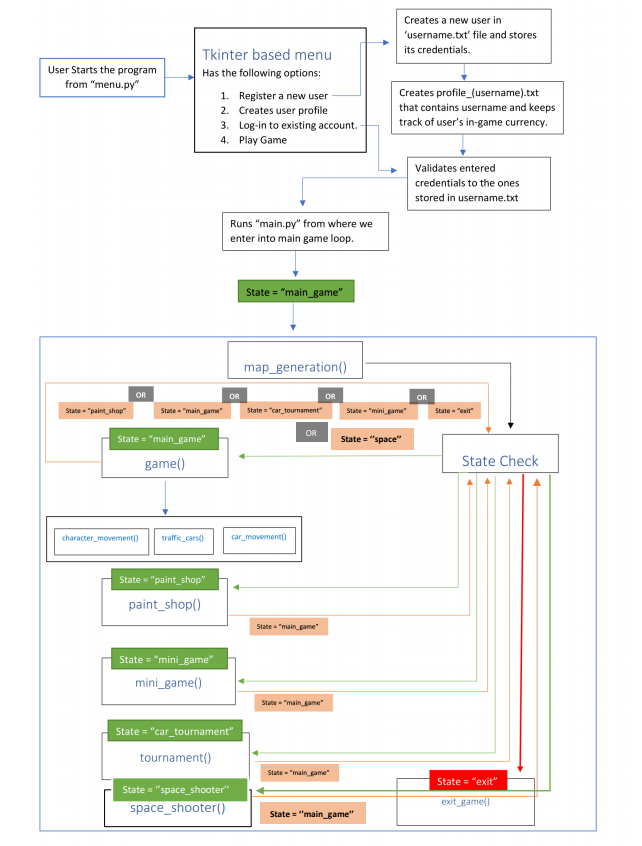 Creates a new user in
‘username.txt’ file and stores
its credentials.
Tkinter based menu
Has the following options:
1. Register a new user
2. Creates user profile
3. Log-in to existing account.
4. Play Game
User Starts the program
from “menu.py”
Creates profile_(username).txt
that contains username and keeps
track of user’s in-game currency.
Validates entered
credentials to the ones
stored in username.txt
Runs “main.py” from where we
enter into main game loop.
State = “main_game”
map_generation()
OR OR OR OR
State = “paint_shop” State = “main_game” State = “car_tournament” State = “mini_game” State = “exit”
OR State = “space”
State = “main_game”
game()
State Check
character_movement() traffic_cars() car_movement()
State = “paint_shop”
paint_shop()
State = “main_game”
State = “mini_game”
mini_game()
State = “main_game”
State = “car_tournament”
tournament()
State = “main_game”
State = “exit”
exit_game()
State = “space_shooter”
space_shooter()
State = “main_game”